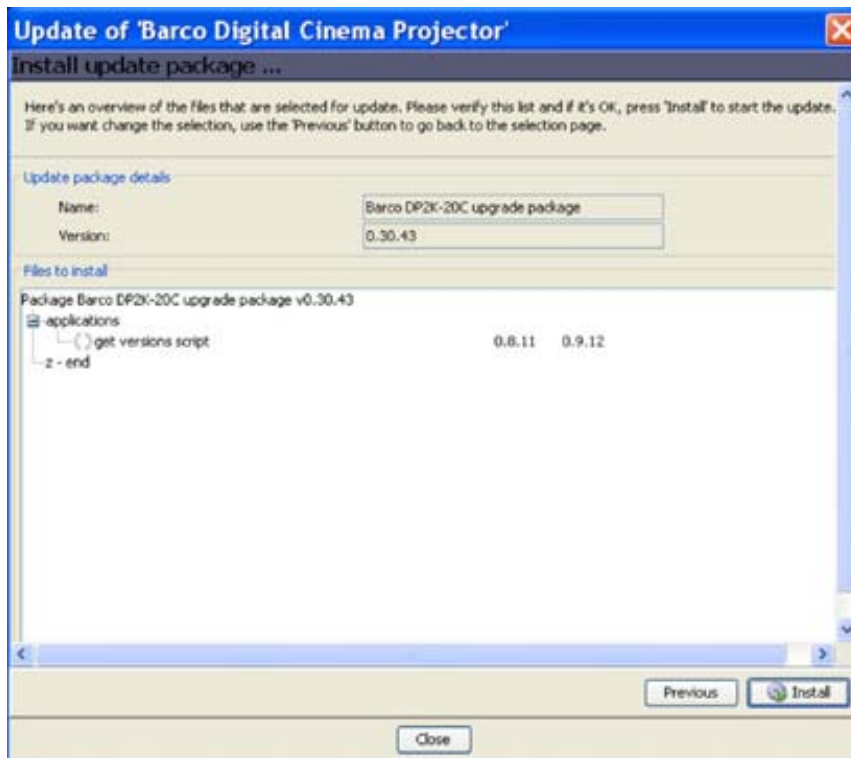 Update of 'Barco Digital Cinema Projector'
Install update package ...
Here's an overview of the files that are selected for update. Please verify this list and if it's OK, press 'Install' to start the update.
If you want change the selection, use the 'Previous' button to go back to the selection page.
Update package details
Name: Barco DP2K-20C upgrade package
Version: 0.30.43
Files to install
Package Barco DP2K-20C upgrade package v0.30.43
applications
get versions script 0.8.11 0.9.12
z - end
Previous Install
Close